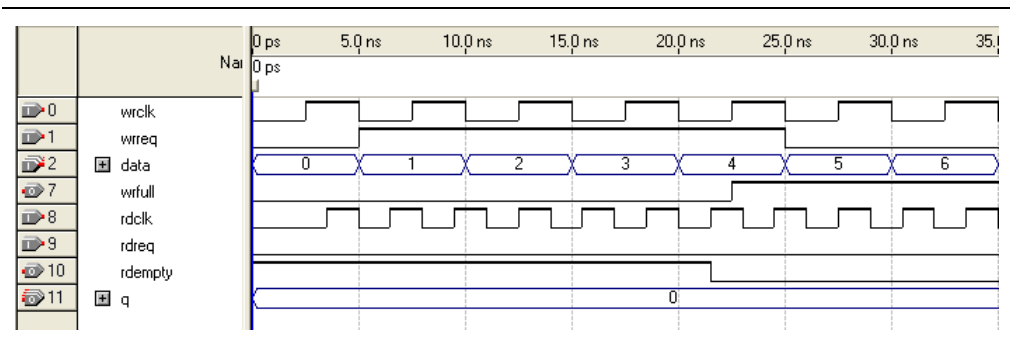 0 ps 5.0 ns 10.0 ns 15.0 ns 20.0 ns 25.0 ns 30.0 ns 35.
Nai 0 ps
0 wrclk
1 wrreq
2 data 0 1 2 3 4 5 6
7 wrfull
8 rdclk
9 rdreq
10 rdempty
11 q 0